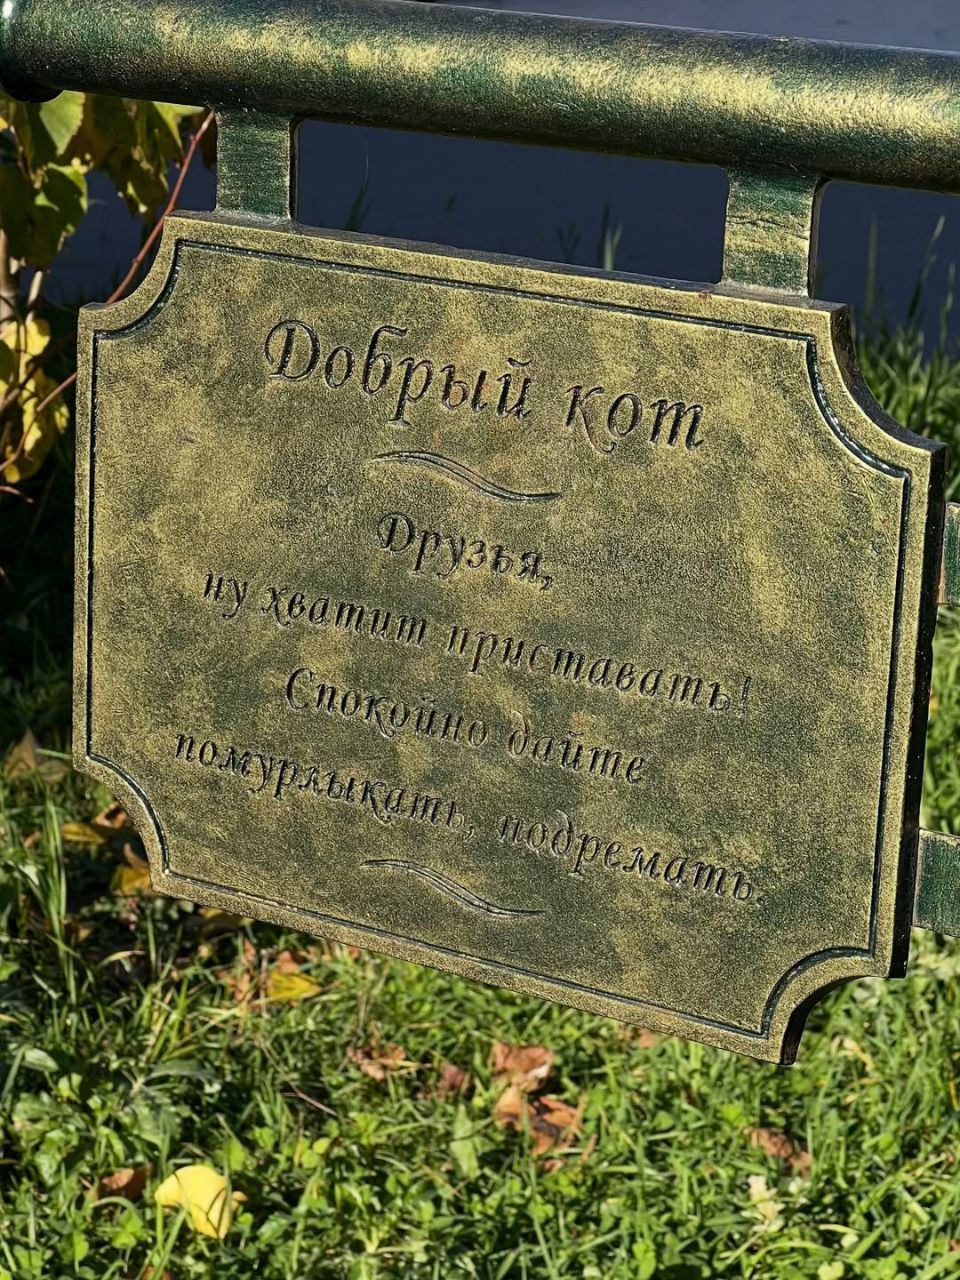 Добрый кот
Друзья,
ну хватит приставать!
Спокойно дайте
помурлыкать, подремать.